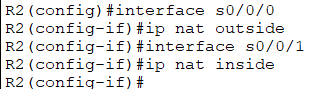 R2(config)#interface s0/0/0
R2(config-if)#ip nat outside
R2(config-if)#interface s0/0/1
R2(config-if)#ip nat inside
R2(config-if)#